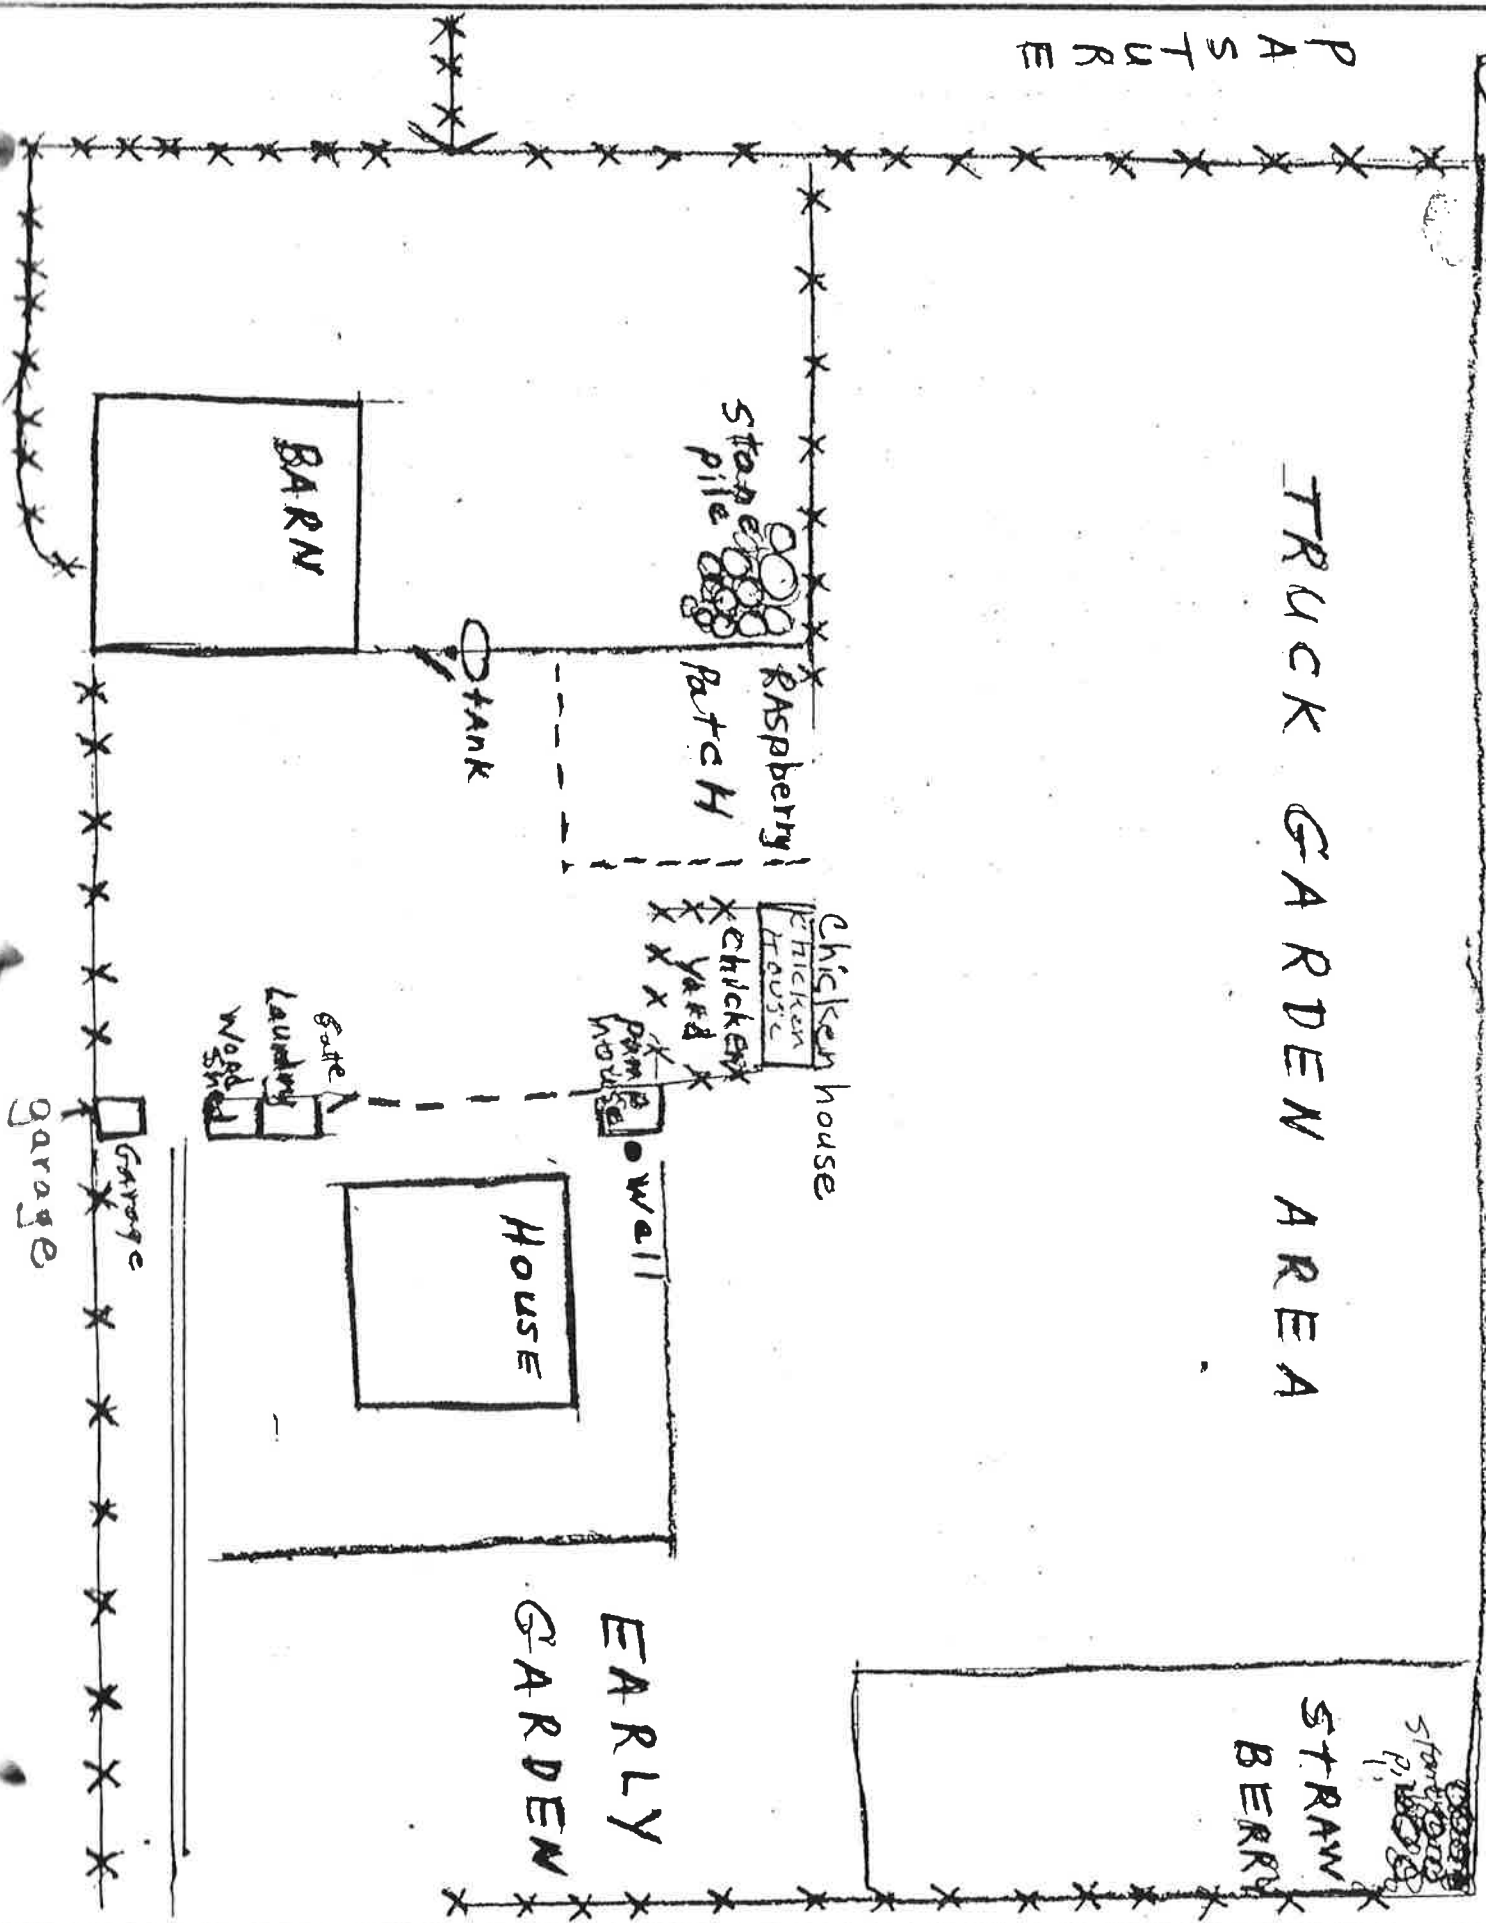 PASTURE
TRUCK GARDEN AREA
STRAW
BERRY
Stone
pile
BARN
tank
RAspberry
PatcH
Chicken house
chicken
House
chicken
yard
pump
house
wall
House
gate
Laundry
Wood
Shed
Garage
garage
EARLY
GARDEN